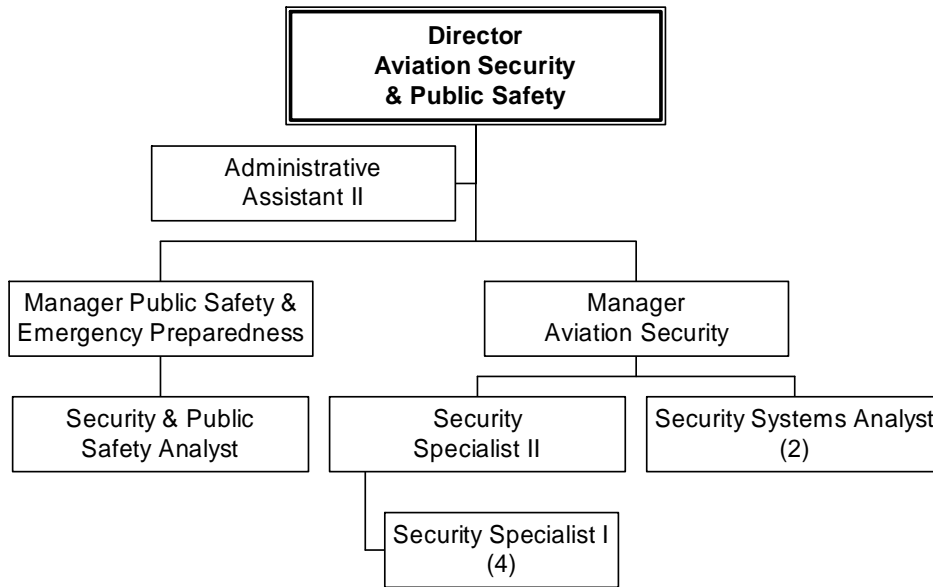 Director
Aviation Security
& Public Safety
Administrative
Assistant II
Manager Public Safety &
Emergency Preparedness
Manager
Aviation Security
Security & Public
Safety Analyst
Security
Specialist II
Security Systems Analyst
(2)
Security Specialist I
(4)